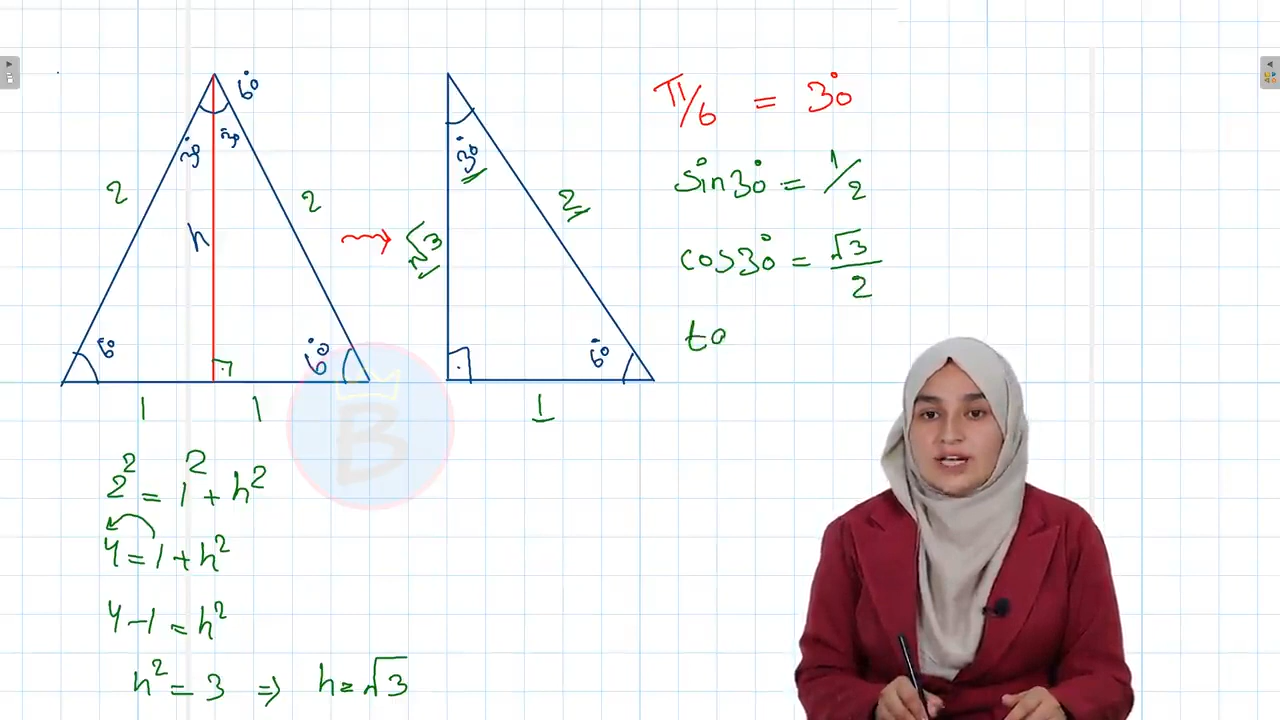 60°
30° 30°
2
h
2
60°
60°
1
1
30°
√3
2
60°
1
π/6 = 30°
sin30° = 1/2
cos30° = √3/2
ta
2² = 1² + h²
4 = 1 + h²
4 - 1 = h²
h² = 3 ⇒ h = √3
B